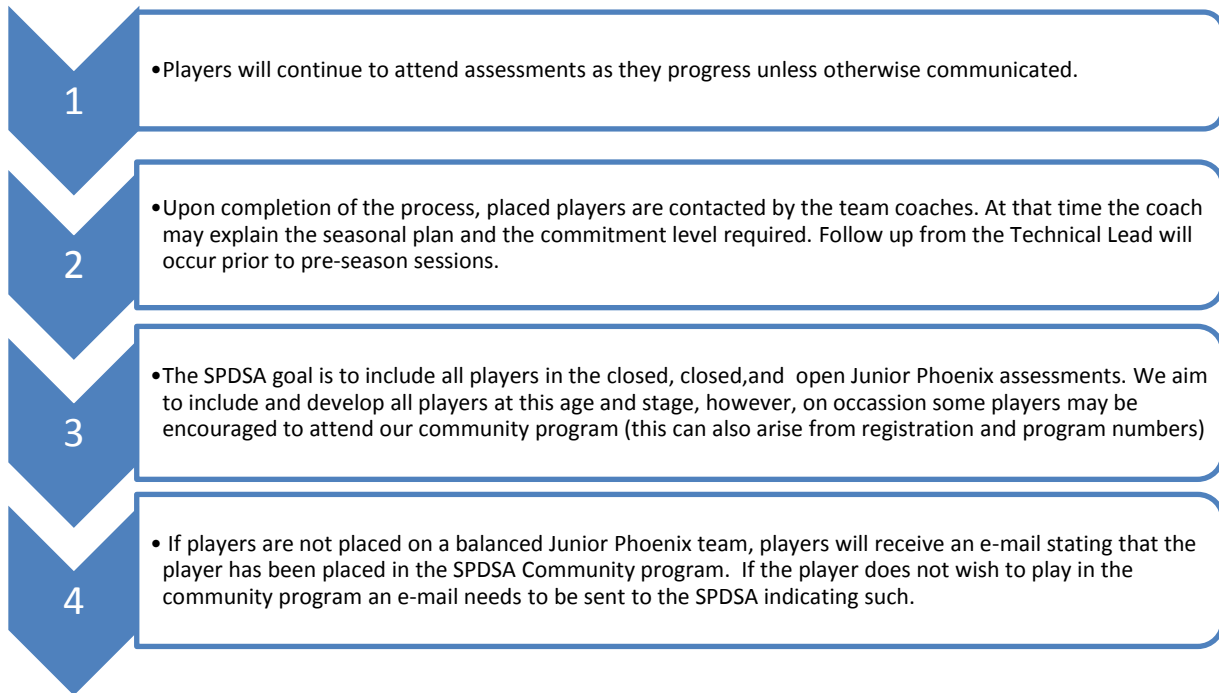 1
•Players will continue to attend assessments as they progress unless otherwise communicated.
2
•Upon completion of the process, placed players are contacted by the team coaches. At that time the coach
may explain the seasonal plan and the commitment level required. Follow up from the Technical Lead will
occur prior to pre-season sessions.
3
•The SPDSA goal is to include all players in the closed, closed,and  open Junior Phoenix assessments. We aim
to include and develop all players at this age and stage, however, on occassion some players may be
encouraged to attend our community program (this can also arise from registration and program numbers)
4
• If players are not placed on a balanced Junior Phoenix team, players will receive an e-mail stating that the
player has been placed in the SPDSA Community program.  If the player does not wish to play in the
community program an e-mail needs to be sent to the SPDSA indicating such.